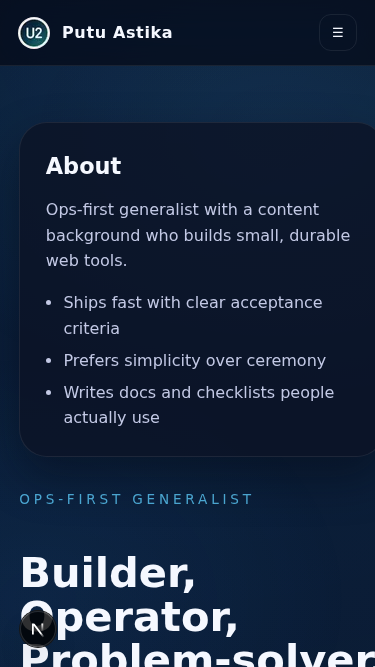 U2 Putu Astika ☰
About
Ops-first generalist with a content
background who builds small, durable
web tools.
• Ships fast with clear acceptance
criteria
• Prefers simplicity over ceremony
• Writes docs and checklists people
actually use
OPS-FIRST GENERALIST
Builder,
Operator,
N
Problem-solver